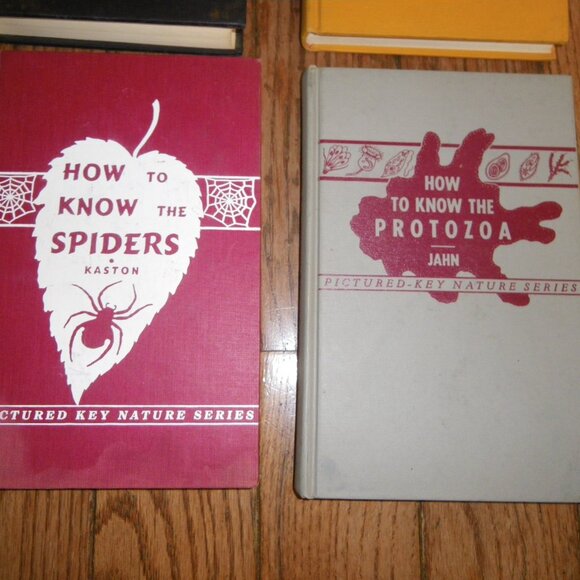 HOW TO
KNOW THE
SPIDERS
KASTON
CTURED KEY NATURE SERIES
HOW
TO KNOW THE
PROTOZOA
JAHN
PICTURED-KEY NATURE SERIES